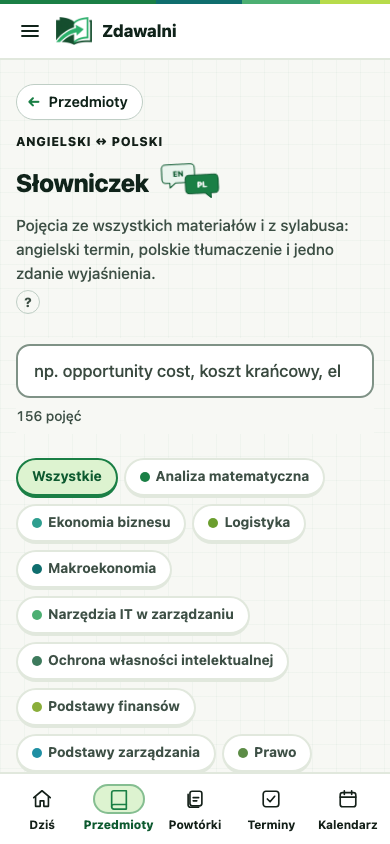 Zdawalni
← Przedmioty
ANGIELSKI ↔ POLSKI
Słowniczek EN PL
Pojęcia ze wszystkich materiałów i z sylabusa:
angielski termin, polskie tłumaczenie i jedno
zdanie wyjaśnienia.
?
np. opportunity cost, koszt krańcowy, el
156 pojęć
Wszystkie Analiza matematyczna
Ekonomia biznesu Logistyka
Makroekonomia
Narzędzia IT w zarządzaniu
Ochrona własności intelektualnej
Podstawy finansów
Podstawy zarządzania Prawo
Dziś Przedmioty Powtórki Terminy Kalendarz